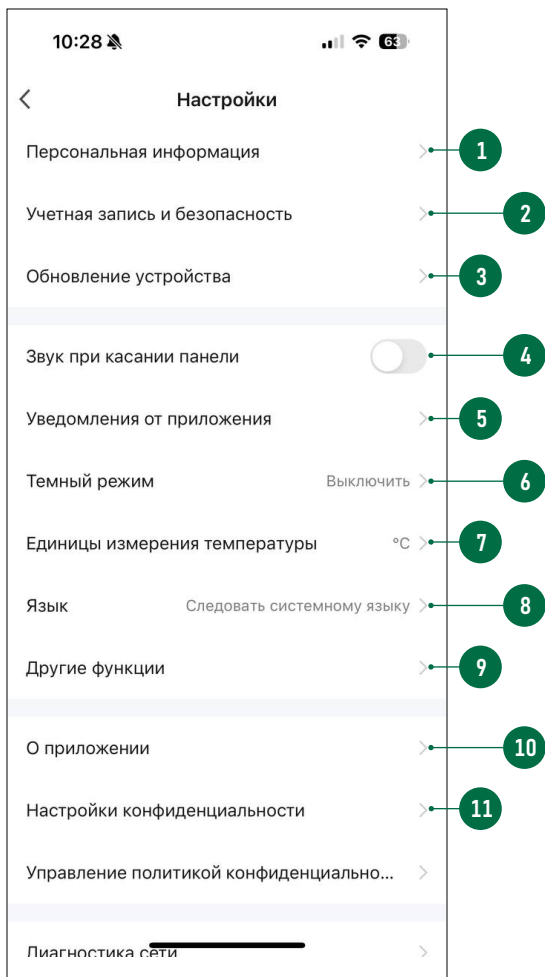 10:28 63
Настройки
Персональная информация 1
Учетная запись и безопасность 2
Обновление устройства 3
Звук при касании панели 4
Уведомления от приложения 5
Темный режим Выключить 6
Единицы измерения температуры °C 7
Язык Следовать системному языку 8
Другие функции 9
О приложении 10
Настройки конфиденциальности 11
Управление политикой конфиденциально...
Диагностика сети